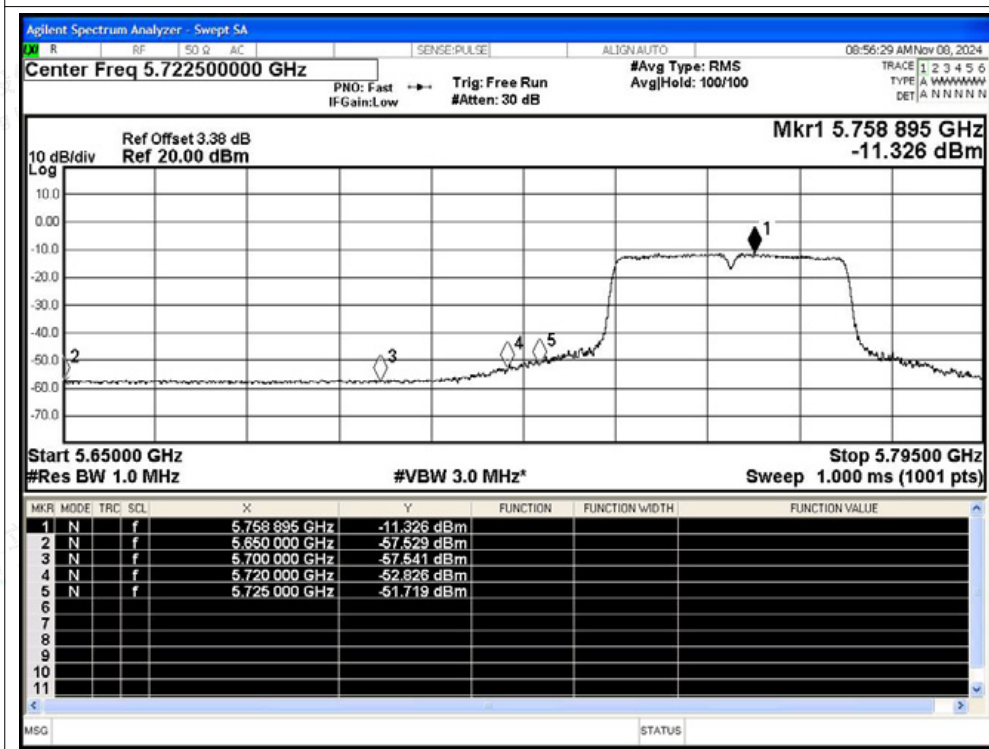 Agilent Spectrum Analyzer - Swept SA
LXI R RF 50 Ω AC SENSE:PULSE ALIGN AUTO 08:56:29 AM Nov 08, 2024
Center Freq 5.722500000 GHz
PNO: Fast
IFGain:Low
Trig: Free Run
#Atten: 30 dB
#Avg Type: RMS
Avg|Hold: 100/100
TRACE 1 2 3 4 5 6
TYPE A WWWWW
DET A N N N N N
Ref Offset 3.38 dB
10 dB/div Ref 20.00 dBm
Log
Mkr1 5.758 895 GHz
-11.326 dBm
10.0
0.00
-10.0
-20.0
-30.0
-40.0
-50.0
-60.0
-70.0
1
2
3
4
5
Start 5.65000 GHz Stop 5.79500 GHz
#Res BW 1.0 MHz #VBW 3.0 MHz* Sweep 1.000 ms (1001 pts)
MKR MODE TRC SCL X Y FUNCTION FUNCTION WIDTH FUNCTION VALUE
1 N f 5.758 895 GHz -11.326 dBm
2 N f 5.650 000 GHz -57.529 dBm
3 N f 5.700 000 GHz -57.541 dBm
4 N f 5.720 000 GHz -52.826 dBm
5 N f 5.725 000 GHz -51.719 dBm
6
7
8
9
10
11
MSG STATUS